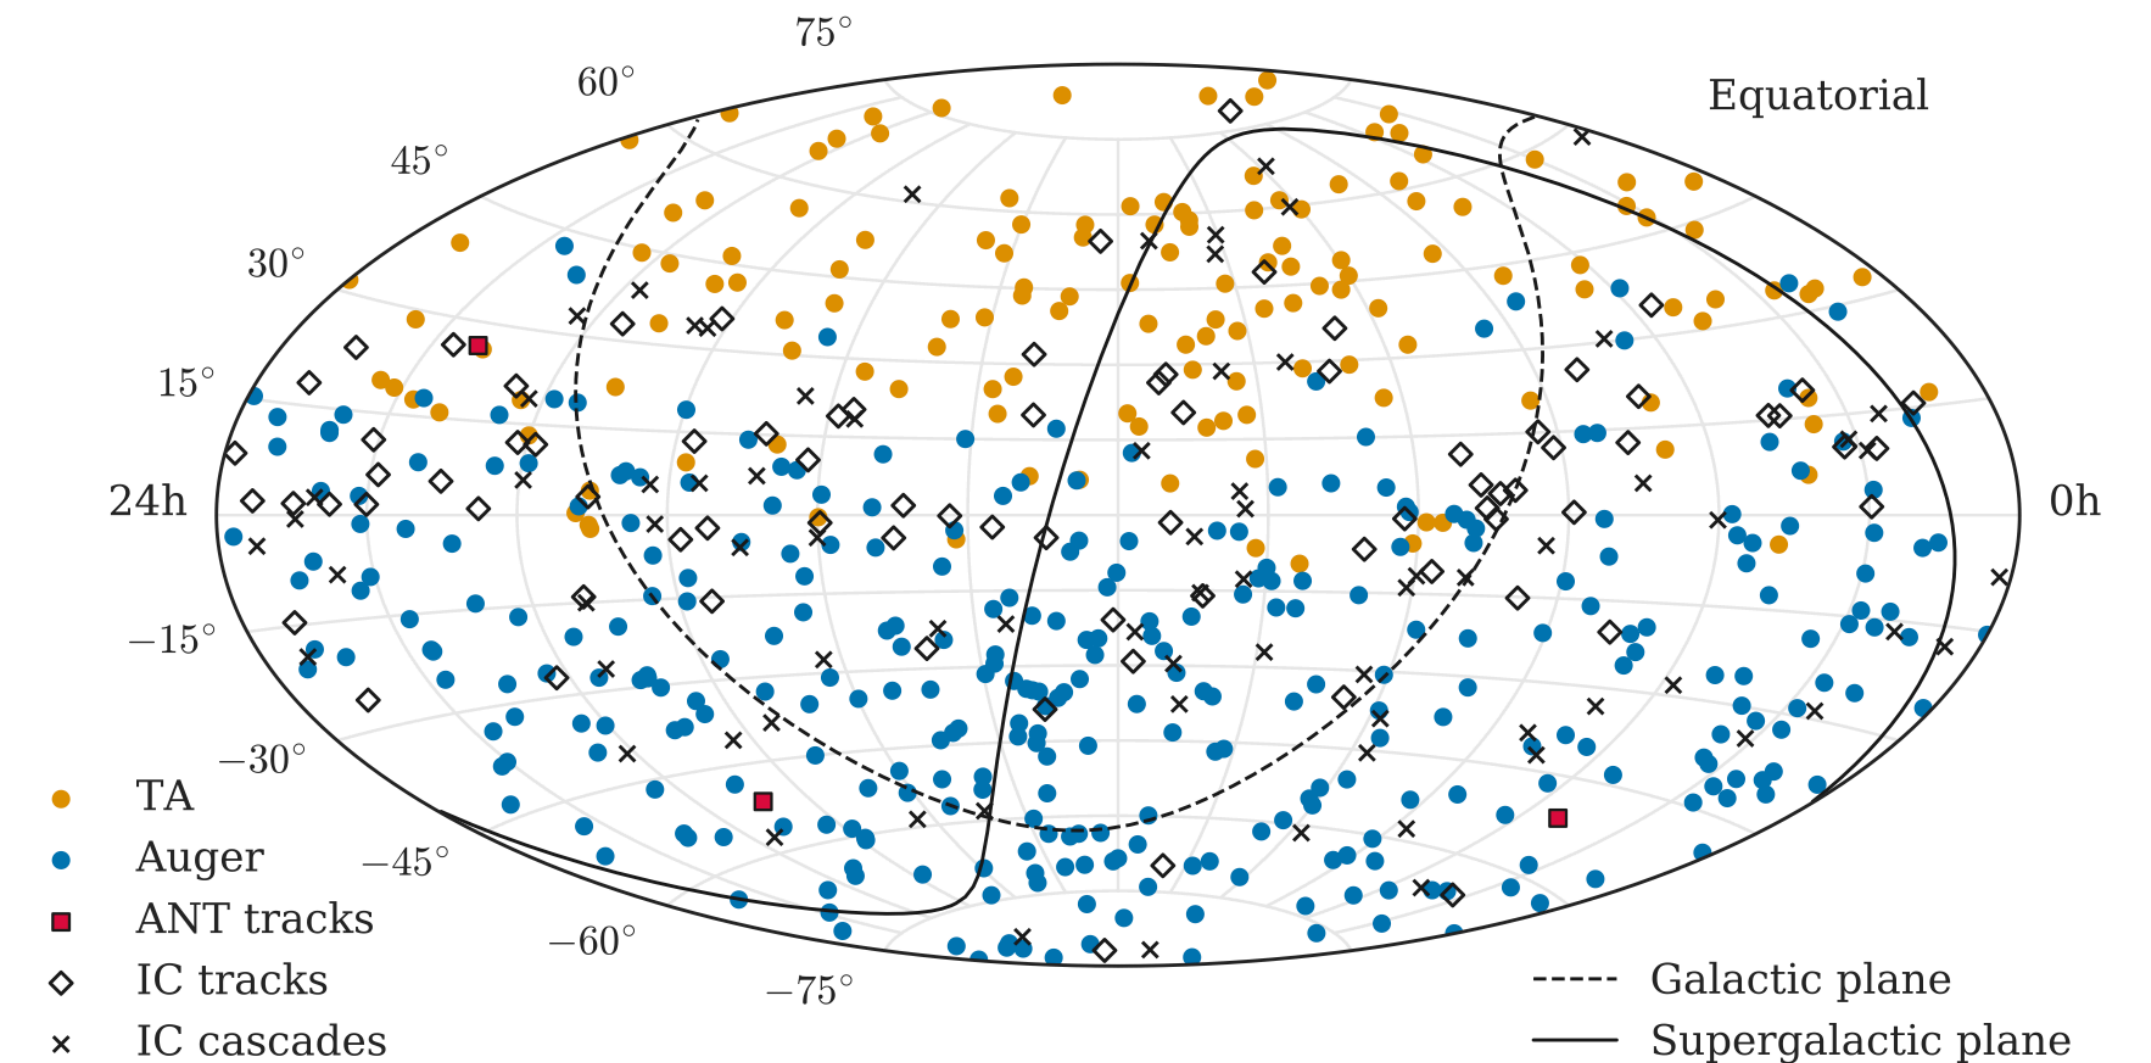 75°
60°
Equatorial
45°
30°
15°
24h
0h
−15°
−30°
TA
Auger
−45°
ANT tracks
−60°
IC tracks
−75°
Galactic plane
IC cascades
Supergalactic plane